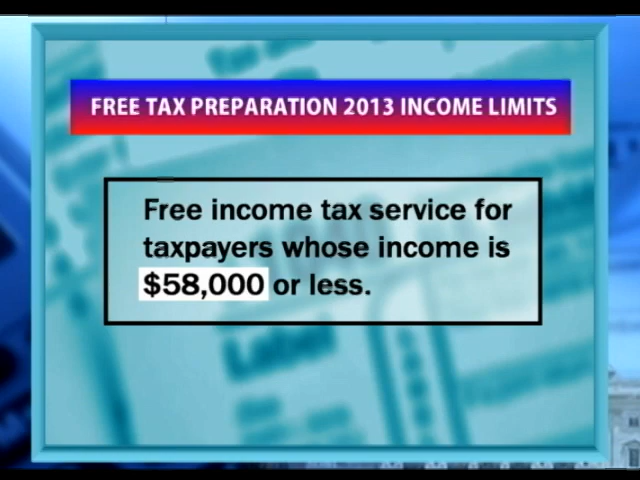 FREE TAX PREPARATION 2013 INCOME LIMITS
Free income tax service for
taxpayers whose income is
$58,000 or less.